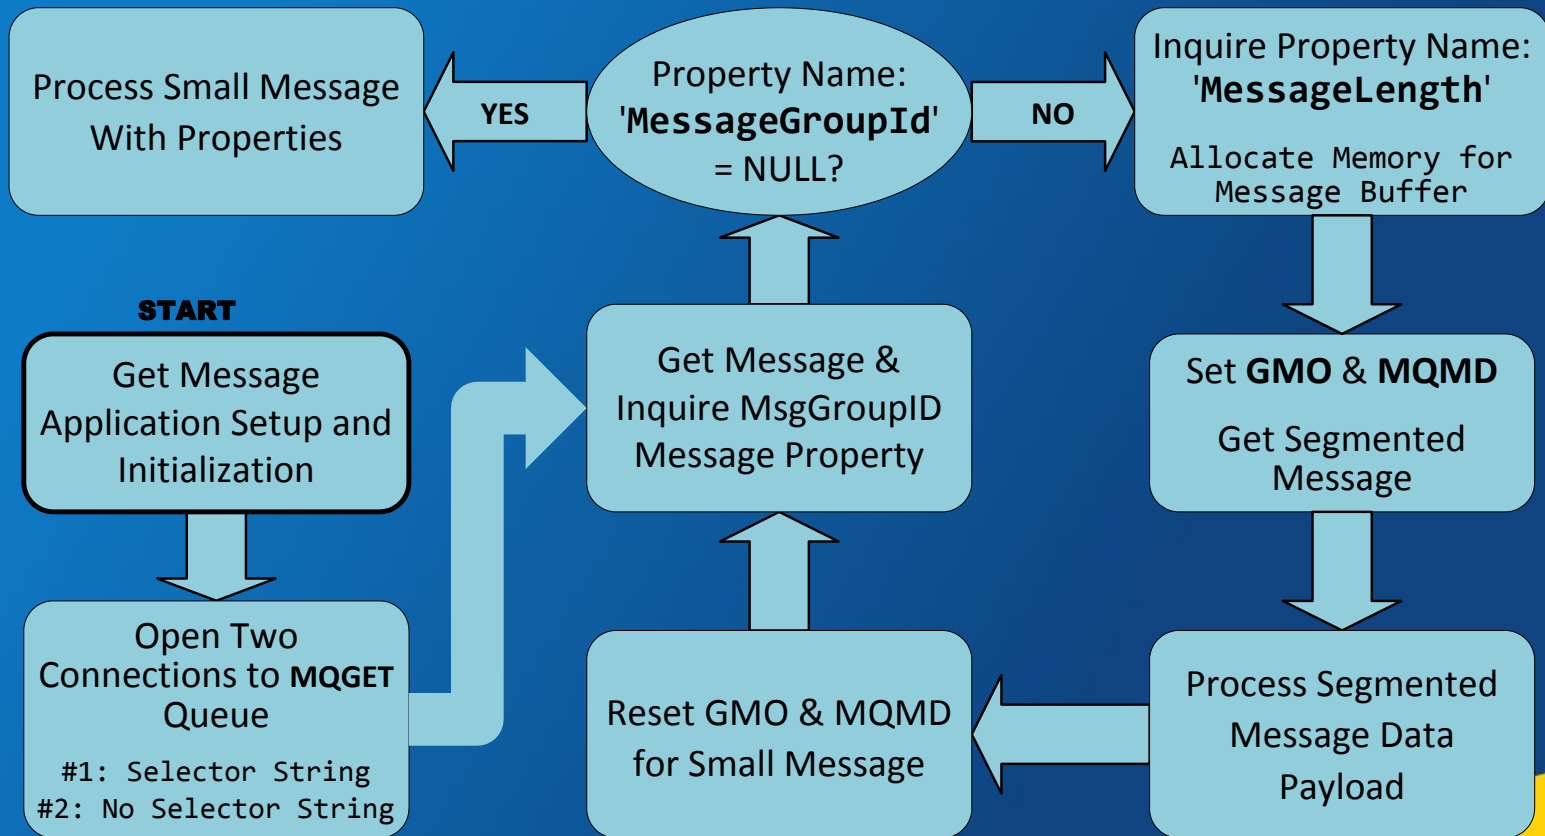 Process Small Message
With Properties
YES
Property Name:
'MessageGroupId'
= NULL?
NO
Inquire Property Name:
'MessageLength'
Allocate Memory for
Message Buffer
START
Get Message
Application Setup and
Initialization
Get Message &
Inquire MsgGroupID
Message Property
Set GMO & MQMD
Get Segmented
Message
Open Two
Connections to MQGET
Queue
#1: Selector String
#2: No Selector String
Reset GMO & MQMD
for Small Message
Process Segmented
Message Data
Payload